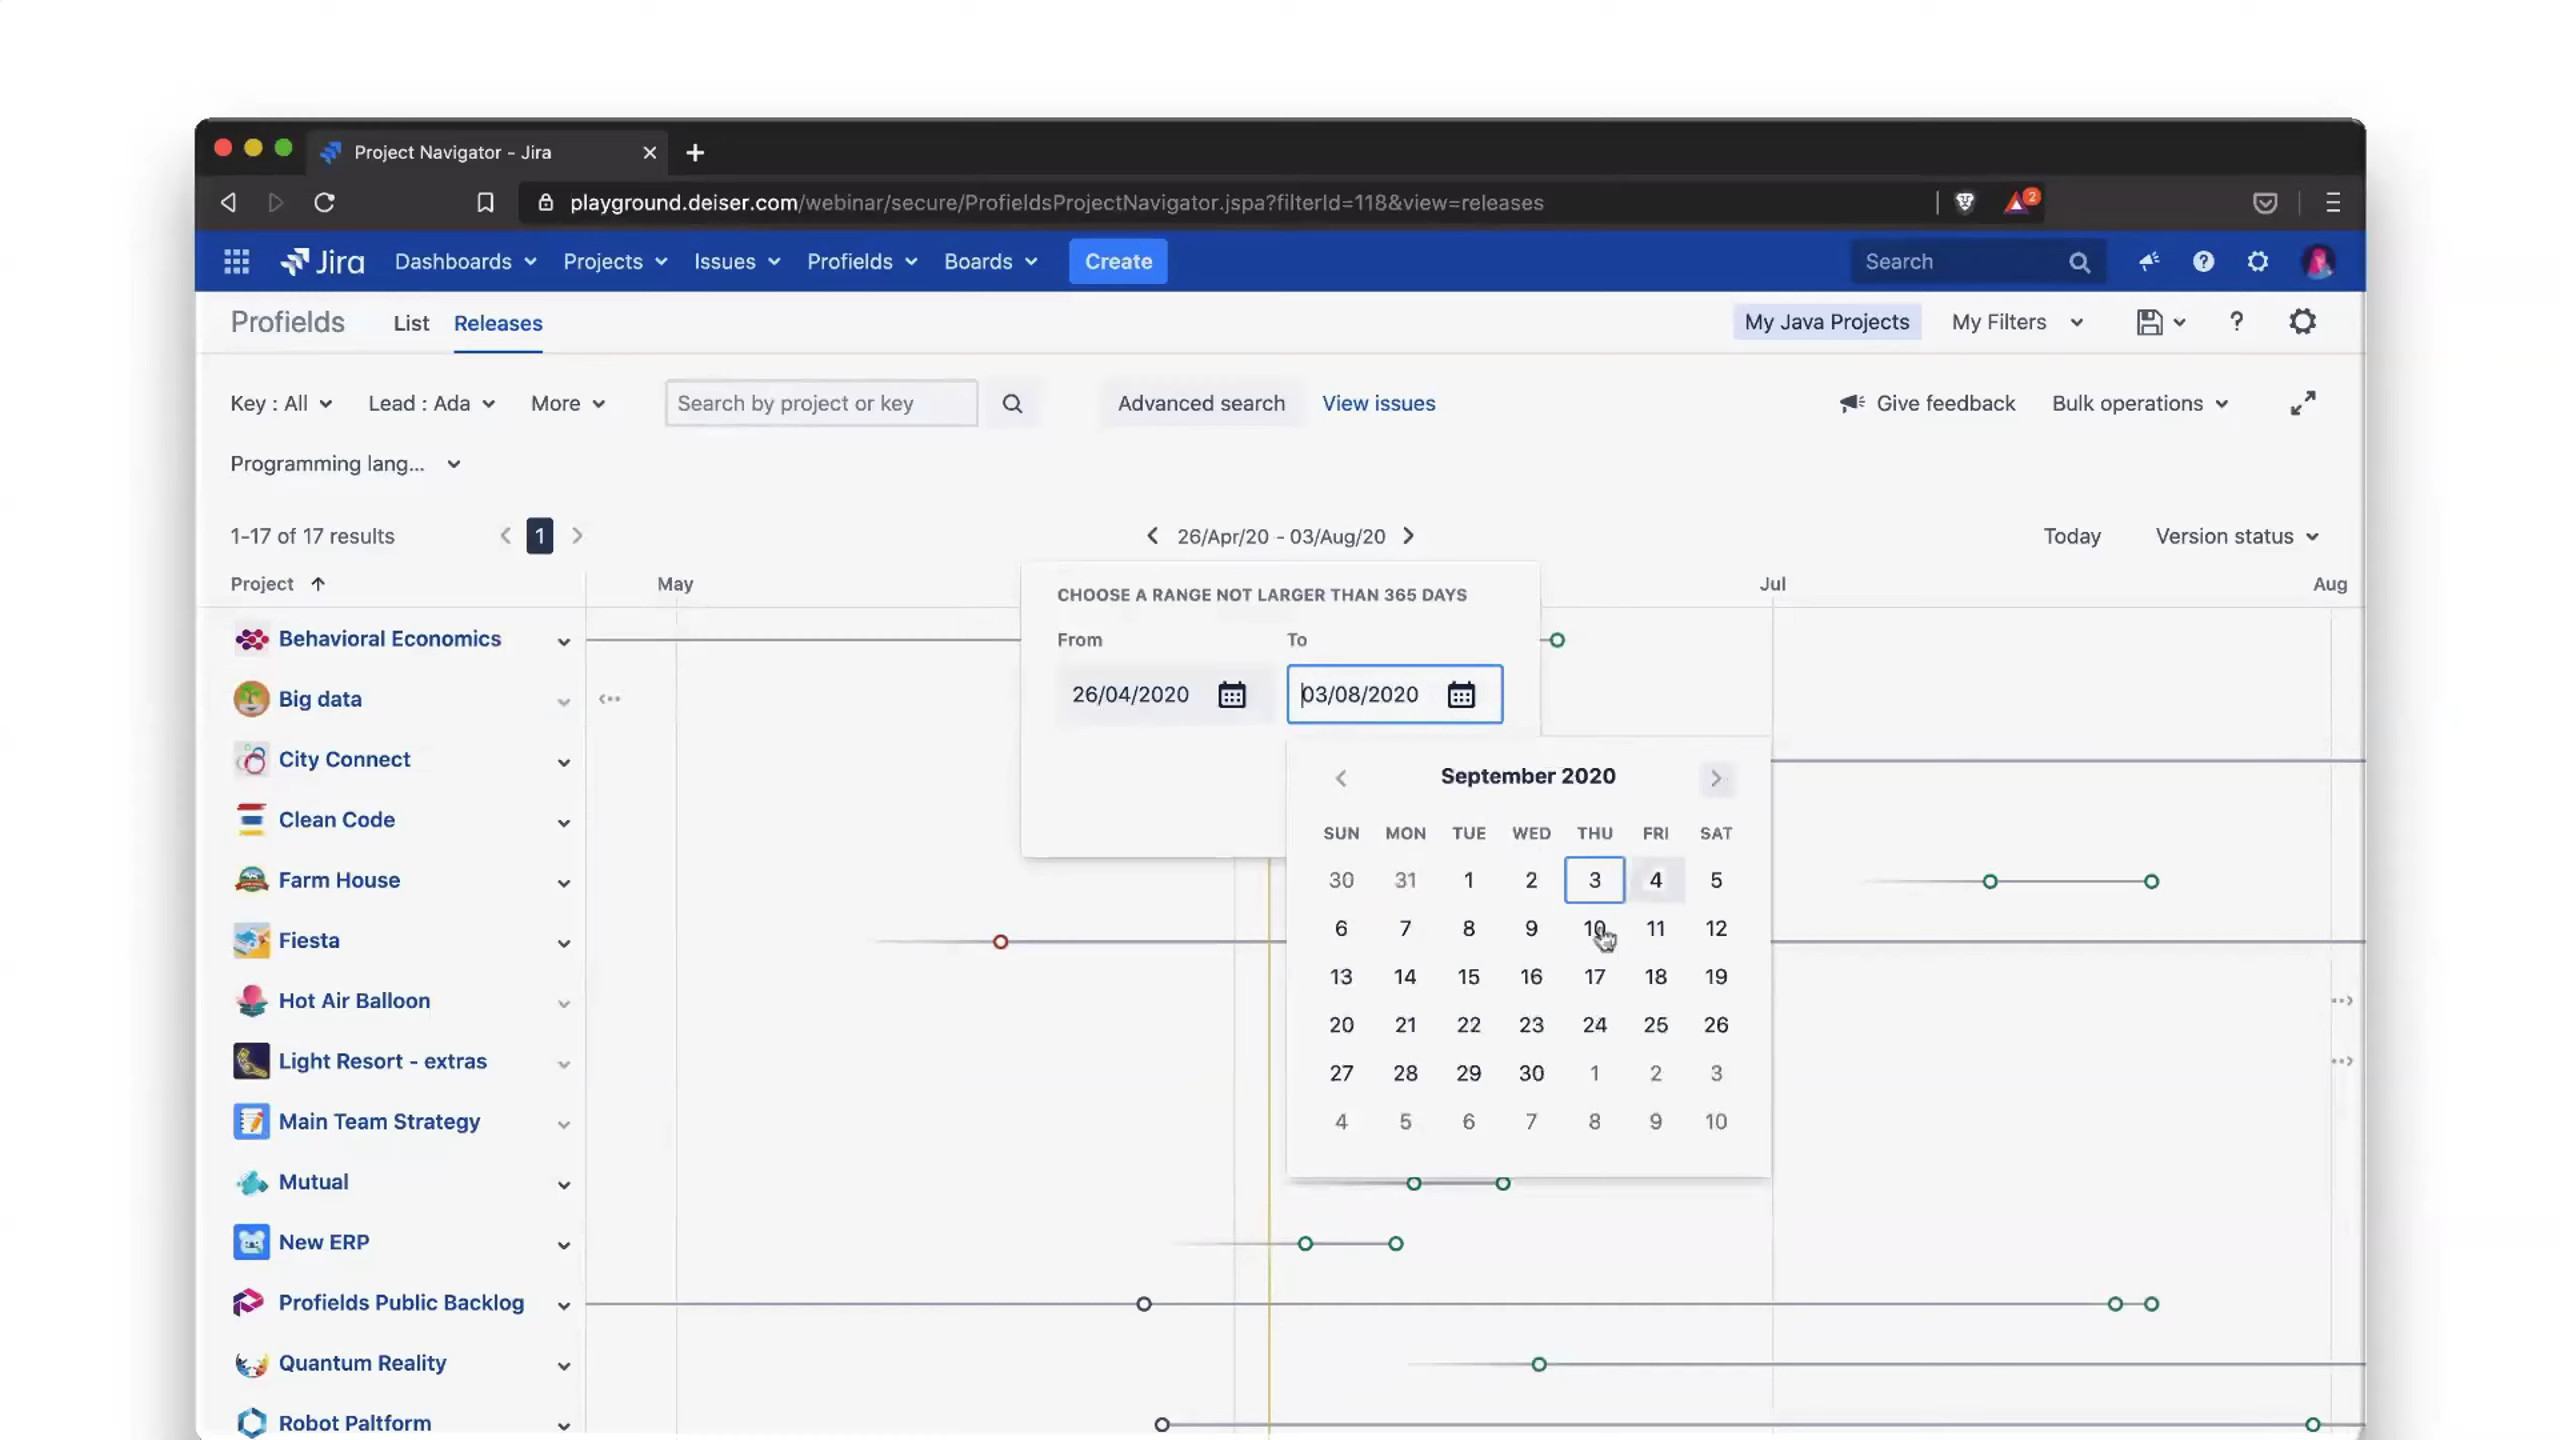 Project Navigator - Jira
playground.deiser.com/webinar/secure/ProfieldsProjectNavigator.jspa?filterId=118&view=releases
2
Jira Dashboards Projects Issues Profields Boards Create Search
Profields List Releases My Java Projects My Filters ?
Key : All Lead : Ada More Search by project or key Advanced search View issues Give feedback Bulk operations
Programming lang...
1-17 of 17 results 1 26/Apr/20 - 03/Aug/20 Today Version status
Project May Jul Aug
CHOOSE A RANGE NOT LARGER THAN 365 DAYS
From To
26/04/2020 03/08/2020
September 2020
SUN MON TUE WED THU FRI SAT
30 31 1 2 3 4 5
6 7 8 9 10 11 12
13 14 15 16 17 18 19
20 21 22 23 24 25 26
27 28 29 30 1 2 3
4 5 6 7 8 9 10
Behavioral Economics
Big data
City Connect
Clean Code
Farm House
Fiesta
Hot Air Balloon
Light Resort - extras
Main Team Strategy
Mutual
New ERP
Profields Public Backlog
Quantum Reality
Robot Paltform